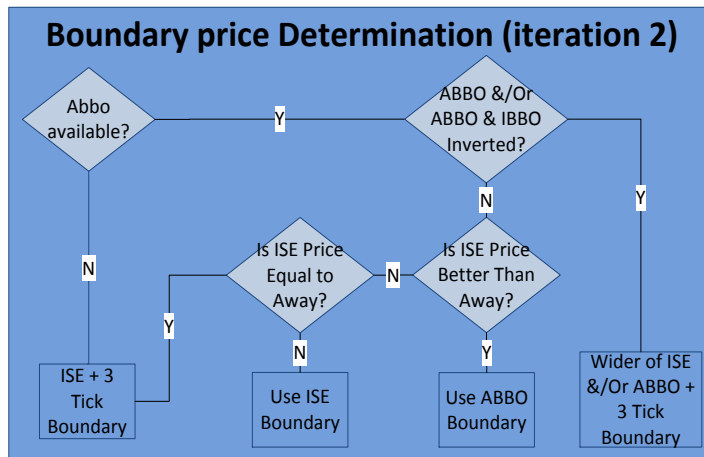 Boundary price Determination (iteration 2)
Abbo
available?
Y
ABBO &/Or
ABBO & IBBO
Inverted?
N
Y
N
Is ISE Price
Equal to
Away?
N
Is ISE Price
Better Than
Away?
Y
N
Y
ISE + 3
Tick
Boundary
Use ISE
Boundary
Use ABBO
Boundary
Wider of ISE
&/Or ABBO +
3 Tick
Boundary